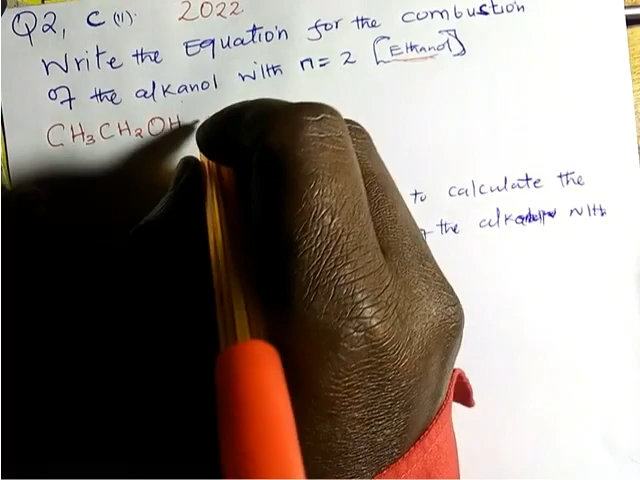 Q2, C (ii). 2022
Write the Equation for the combustion
of the alkanol with n = 2 [Ethanol]
CH₃CH₂OH
to calculate the
the with